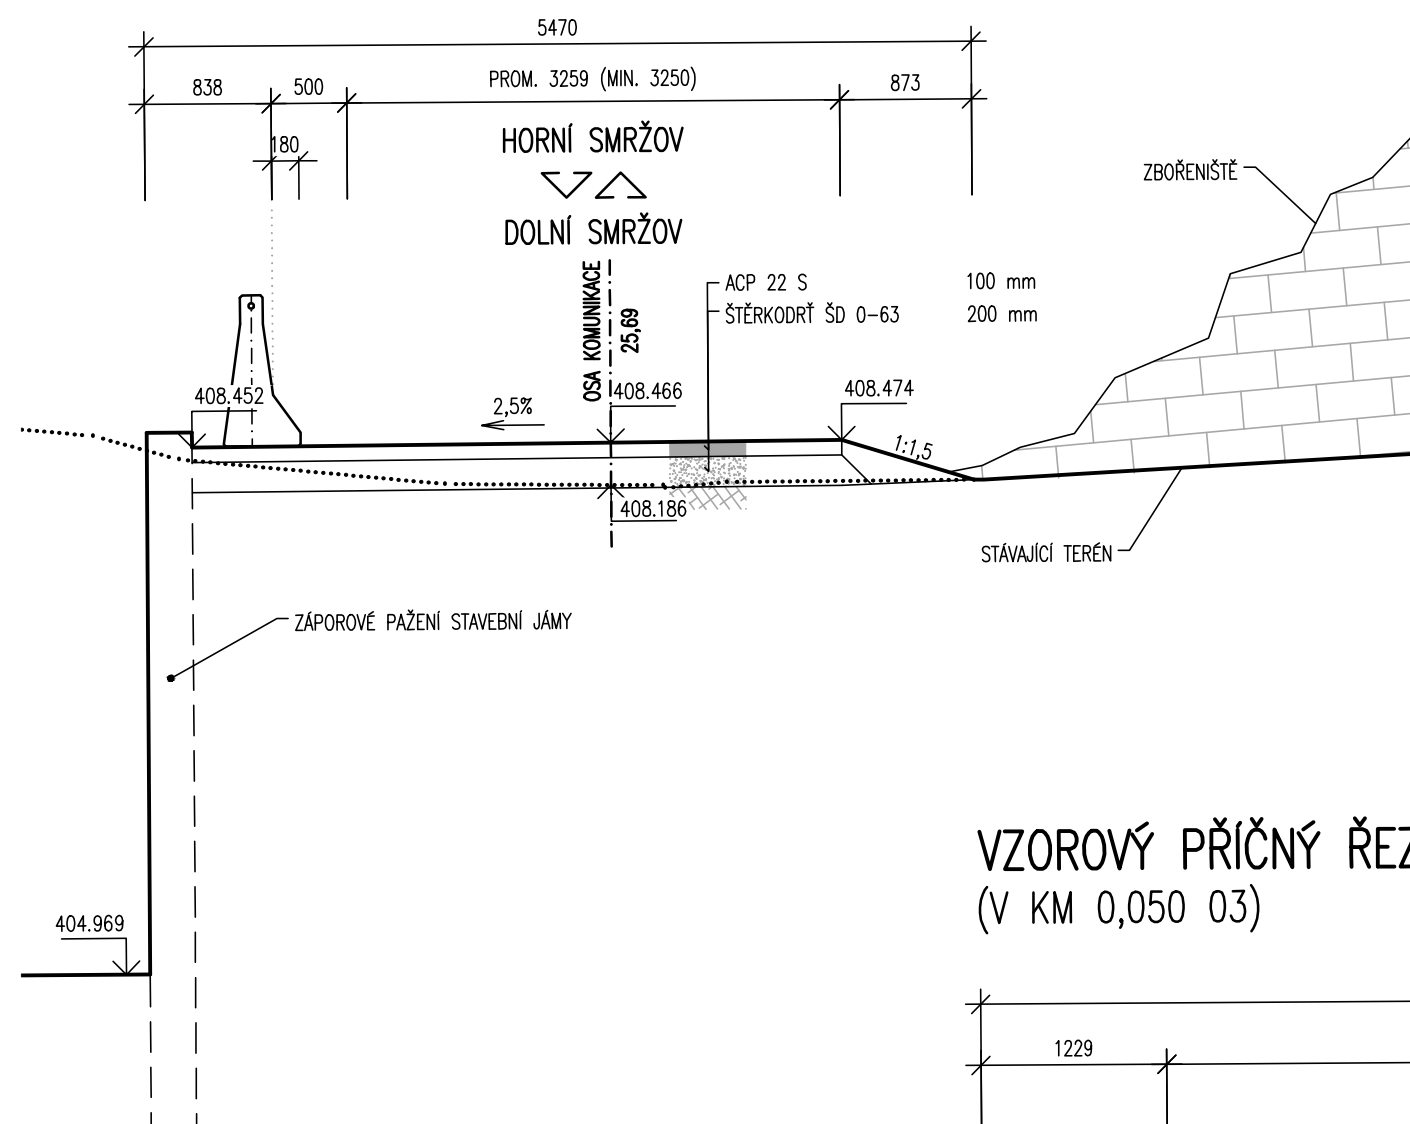 5470
838
500
PROM. 3259 (MIN. 3250)
873
180
HORNÍ SMRŽOV
DOLNÍ SMRŽOV
ZBOŘENIŠTĚ
OSA KOMUNIKACE
25,69
ACP 22 S 100 mm
ŠTĚRKODRŤ ŠD 0-63 200 mm
408.452
2,5%
408.466
408.474
1:1,5
408.186
STÁVAJÍCÍ TERÉN
ZÁPOROVÉ PAŽENÍ STAVEBNÍ JÁMY
VZOROVÝ PŘÍČNÝ ŘEZ
(V KM 0,050 03)
404.969
1229